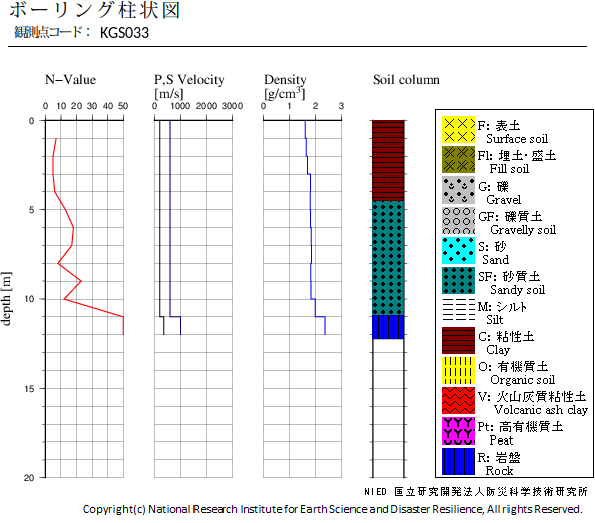 ボーリング柱状図
観測点コード： KGS033
N−Value
P,S Velocity
[m/s]
Density
[g/cm³]
Soil column
0 10 20 30 40 50
0 1000 2000 3000
0 1 2 3
depth [m]
0
5
10
15
20
F: 表土
Surface soil
Fl: 埋土・盛土
Fill soil
G: 礫
Gravel
GF: 礫質土
Gravelly soil
S: 砂
Sand
SF: 砂質土
Sandy soil
M: シルト
Silt
C: 粘性土
Clay
O: 有機質土
Organic soil
V: 火山灰質粘性土
Volcanic ash clay
Pt: 高有機質土
Peat
R: 岩盤
Rock
NIED 国立研究開発法人防災科学技術研究所
Copyright(c) National Research Institute for Earth Science and Disaster Resilience, All rights Reserved.